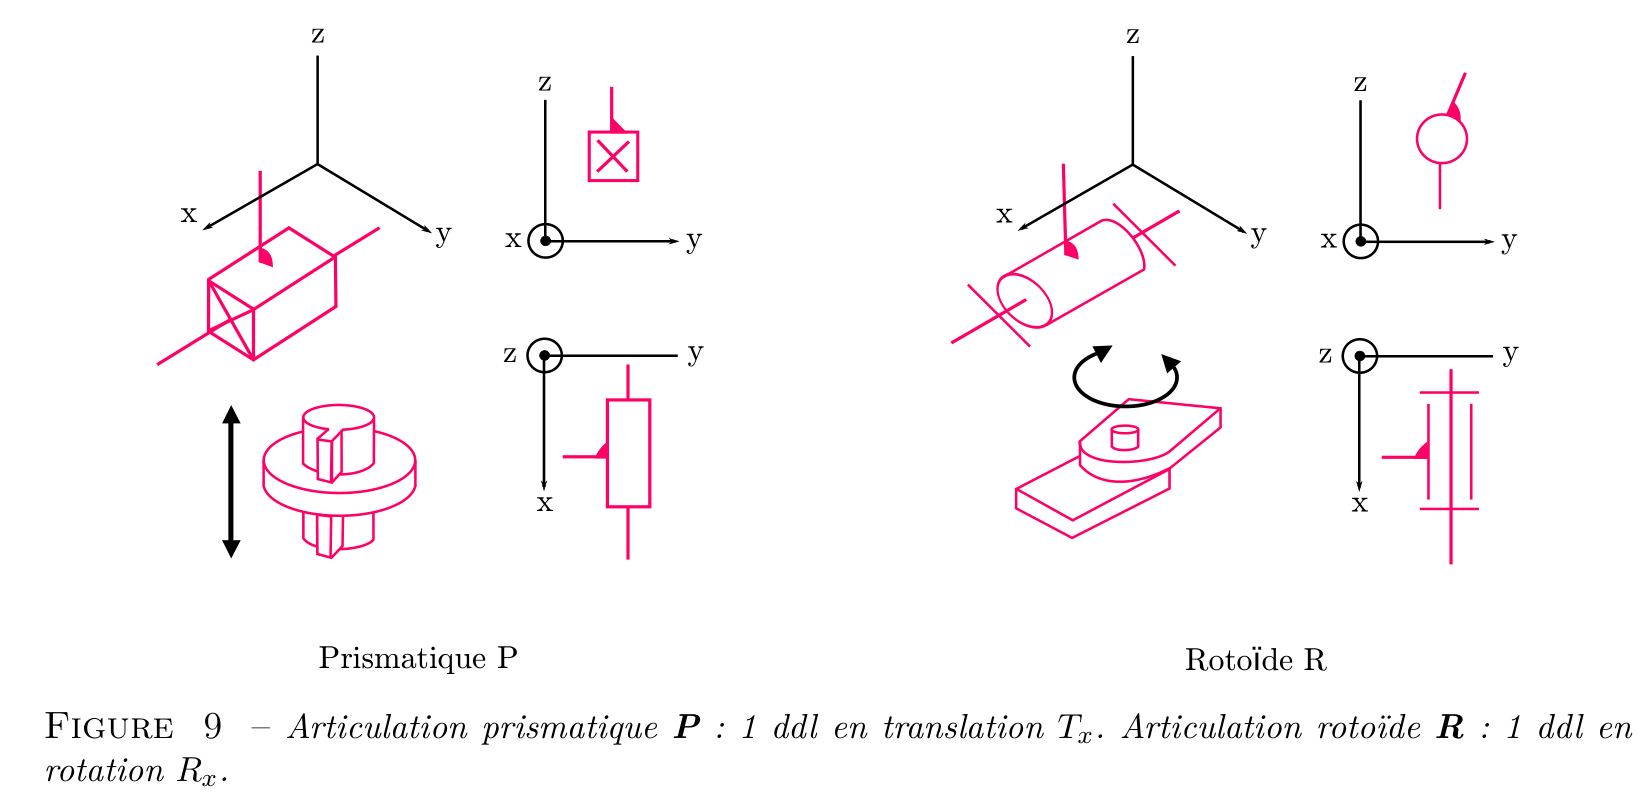 z
x
y
z
x
y
z
y
x
Prismatique P
z
x
y
z
x
y
z
y
x
Rotoïde R
FIGURE 9 – Articulation prismatique P : 1 ddl en translation Tx. Articulation rotoïde R : 1 ddl en
rotation Rx.